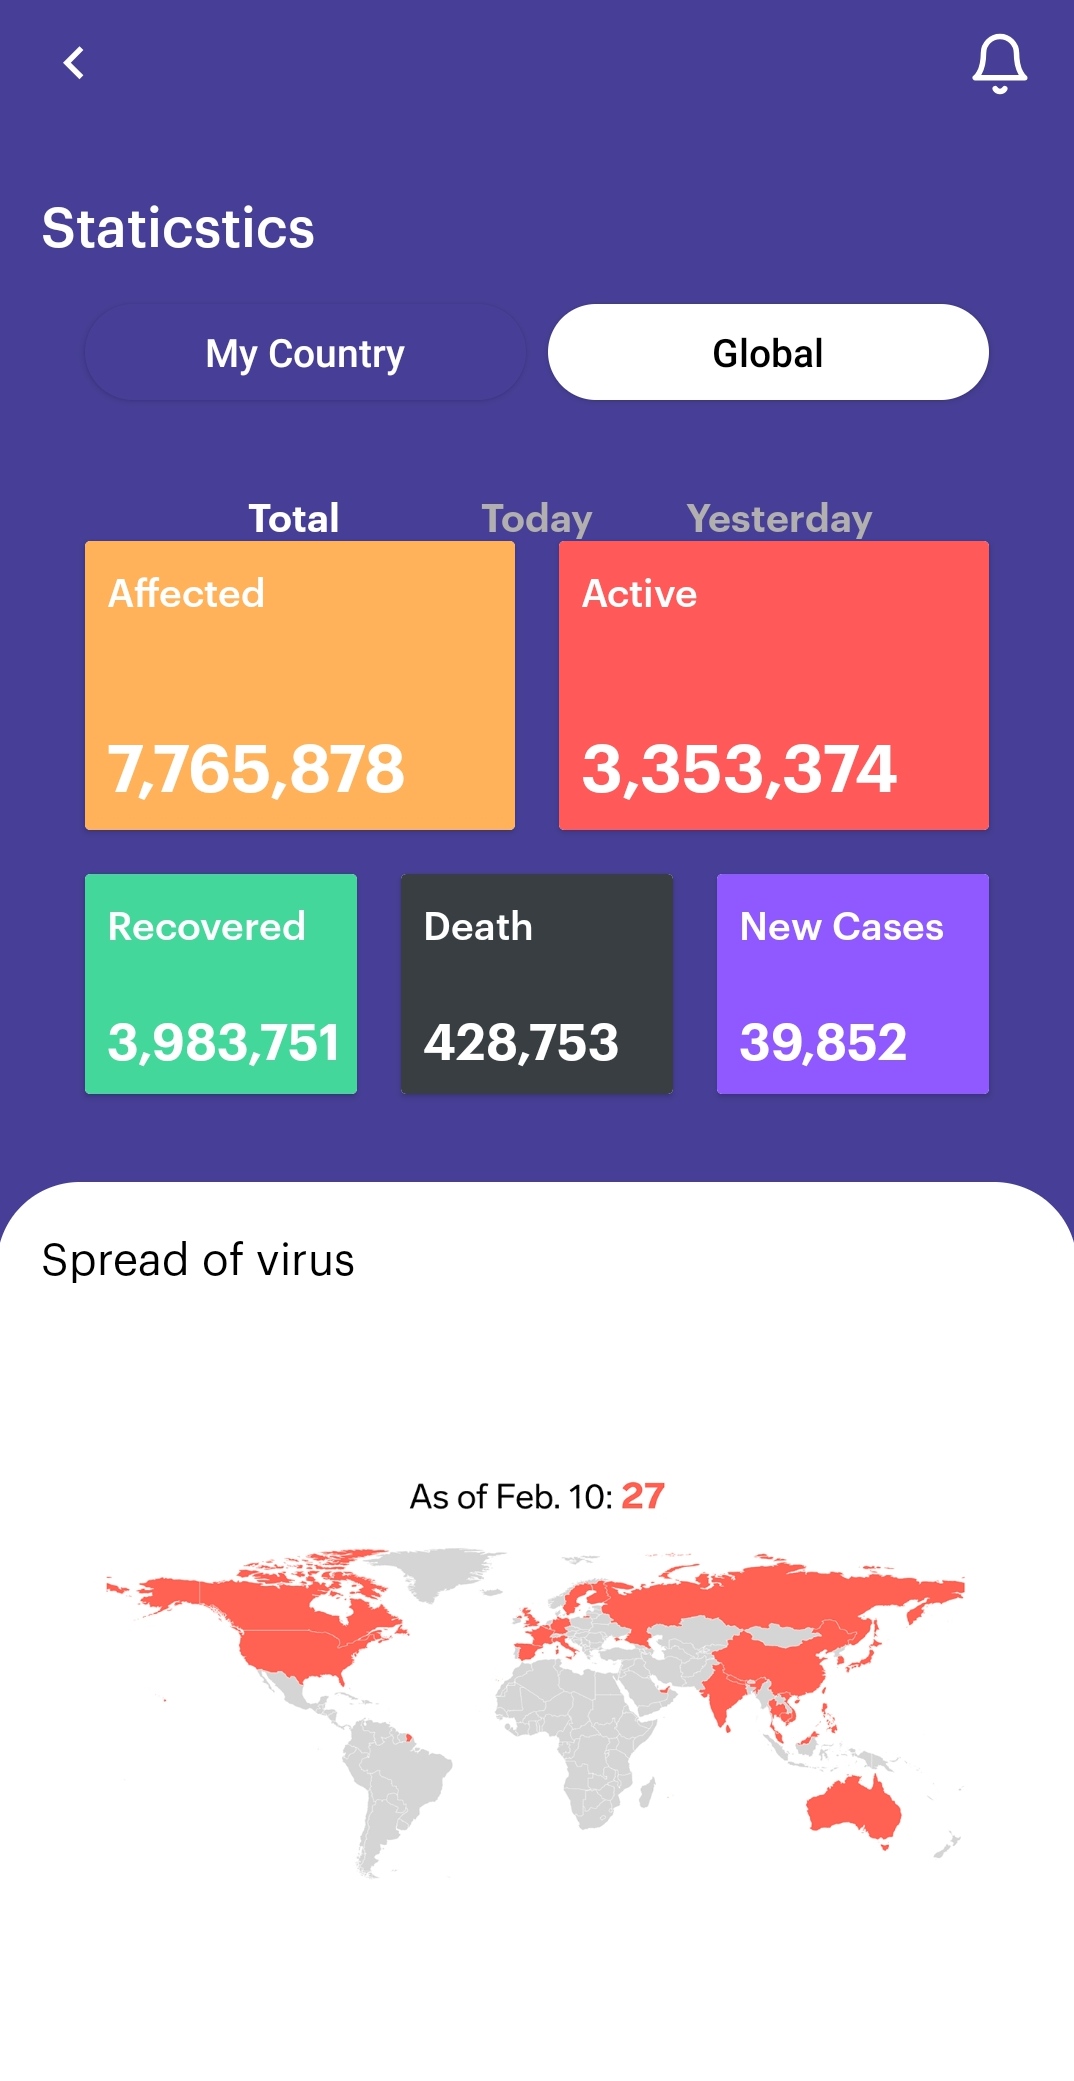 Staticstics
My Country Global
Total Today Yesterday
Affected
7,765,878
Active
3,353,374
Recovered
3,983,751
Death
428,753
New Cases
39,852
Spread of virus
As of Feb. 10: 27